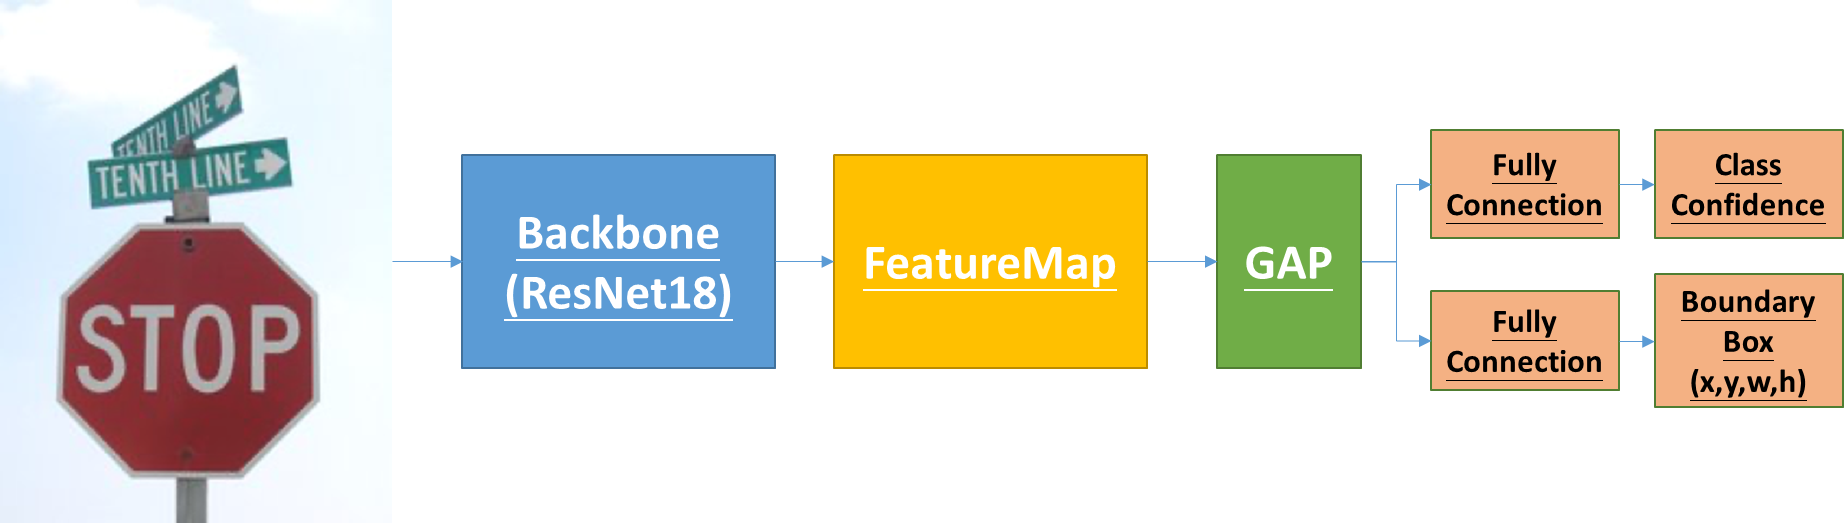 TENTH LINE
TENTH LINE
STOP
Backbone
(ResNet18)
FeatureMap
GAP
Fully
Connection
Class
Confidence
Fully
Connection
Boundary
Box
(x,y,w,h)